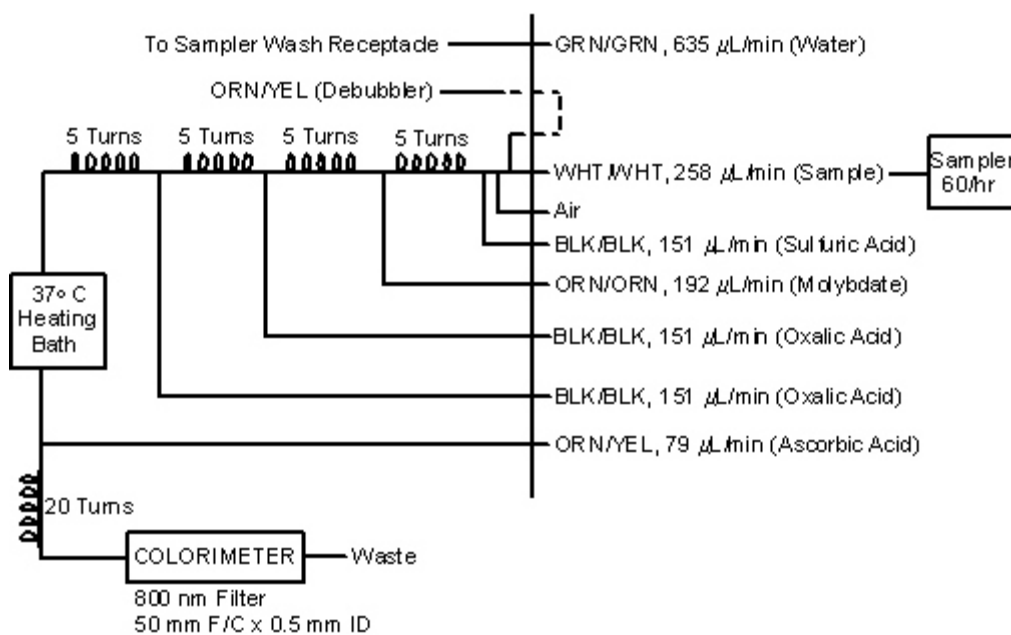 To Sampler Wash Receptacle
GRN/GRN, 635 µL/min (Water)
ORN/YEL (Debubbler)
5 Turns
5 Turns
5 Turns
5 Turns
WHT/WHT, 258 µL/min (Sample)
Sampler
60/hr
Air
BLK/BLK, 151 µL/min (Sulfuric Acid)
ORN/ORN, 192 µL/min (Molybdate)
37° C
Heating
Bath
BLK/BLK, 151 µL/min (Oxalic Acid)
BLK/BLK, 151 µL/min (Oxalic Acid)
ORN/YEL, 79 µL/min (Ascorbic Acid)
20 Turns
COLORIMETER
Waste
800 nm Filter
50 mm F/C x 0.5 mm ID